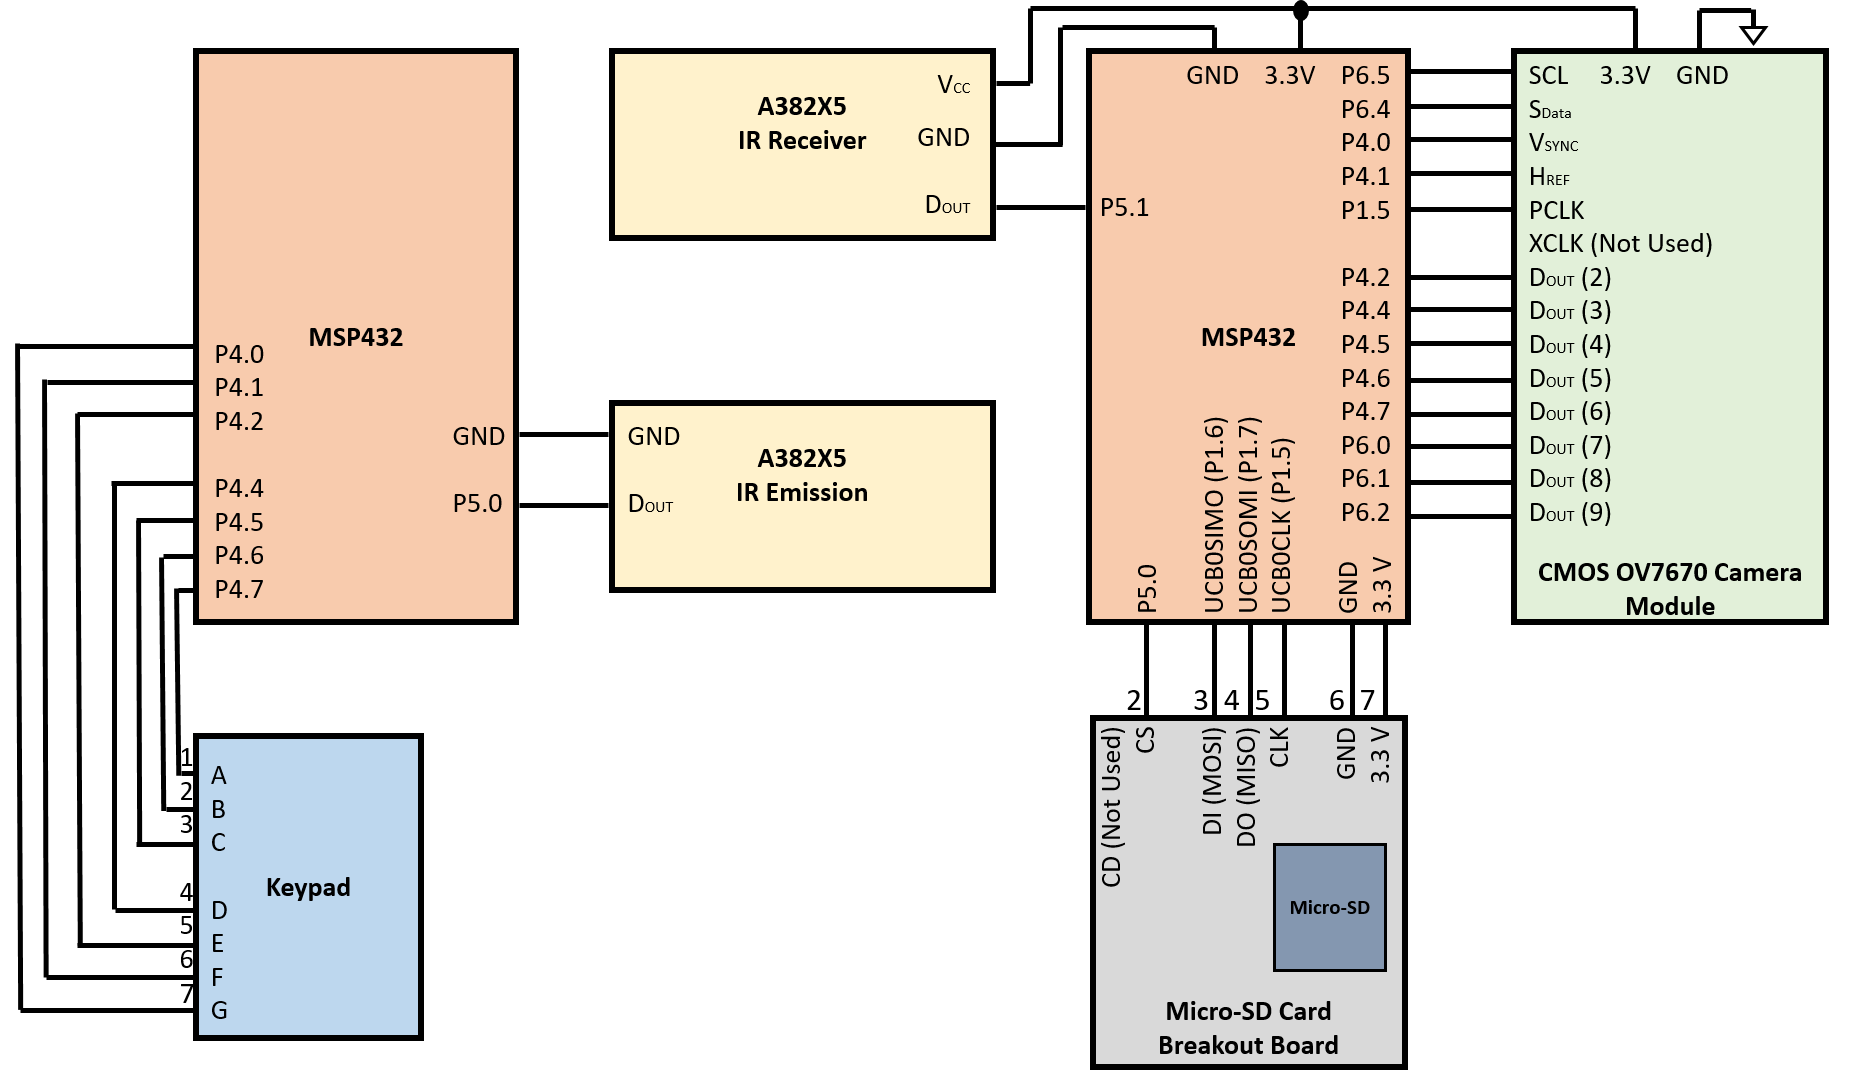 MSP432
P4.0
P4.1
P4.2
P4.4
P4.5
P4.6
P4.7
GND
P5.0
A382X5
IR Receiver
VCC
GND
DOUT
A382X5
IR Emission
GND
DOUT
Keypad
1
A
2
B
3
C
4
D
5
E
6
F
7
G
MSP432
GND 3.3V
P5.1
P6.5
P6.4
P4.0
P4.1
P1.5
P4.2
P4.4
P4.5
P4.6
P4.7
P6.0
P6.1
P6.2
P5.0
UCB0SIMO (P1.6)
UCB0SOMI (P1.7)
UCB0CLK (P1.5)
GND
3.3 V
SCL 3.3V GND
SData
VSYNC
HREF
PCLK
XCLK (Not Used)
DOUT (2)
DOUT (3)
DOUT (4)
DOUT (5)
DOUT (6)
DOUT (7)
DOUT (8)
DOUT (9)
CMOS OV7670 Camera
Module
2 3 4 5 6 7
CD (Not Used)
CS
DI (MOSI)
DO (MISO)
CLK
GND
3.3 V
Micro-SD
Micro-SD Card
Breakout Board